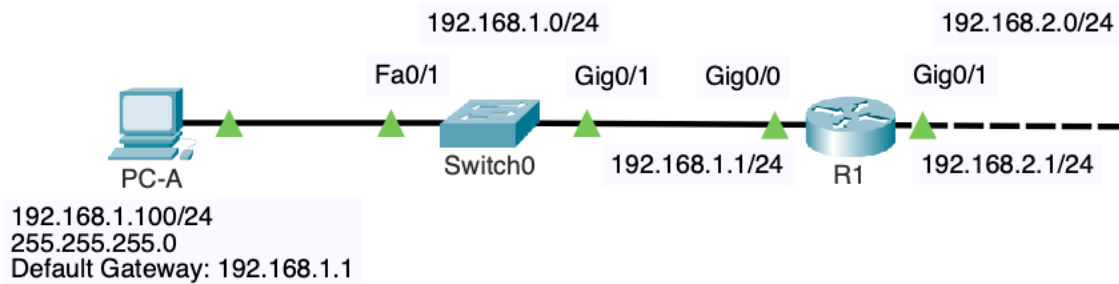 192.168.1.0/24
192.168.2.0/24
Fa0/1
Gig0/1
Gig0/0
Gig0/1
PC-A
Switch0
192.168.1.1/24
R1
192.168.2.1/24
192.168.1.100/24
255.255.255.0
Default Gateway: 192.168.1.1